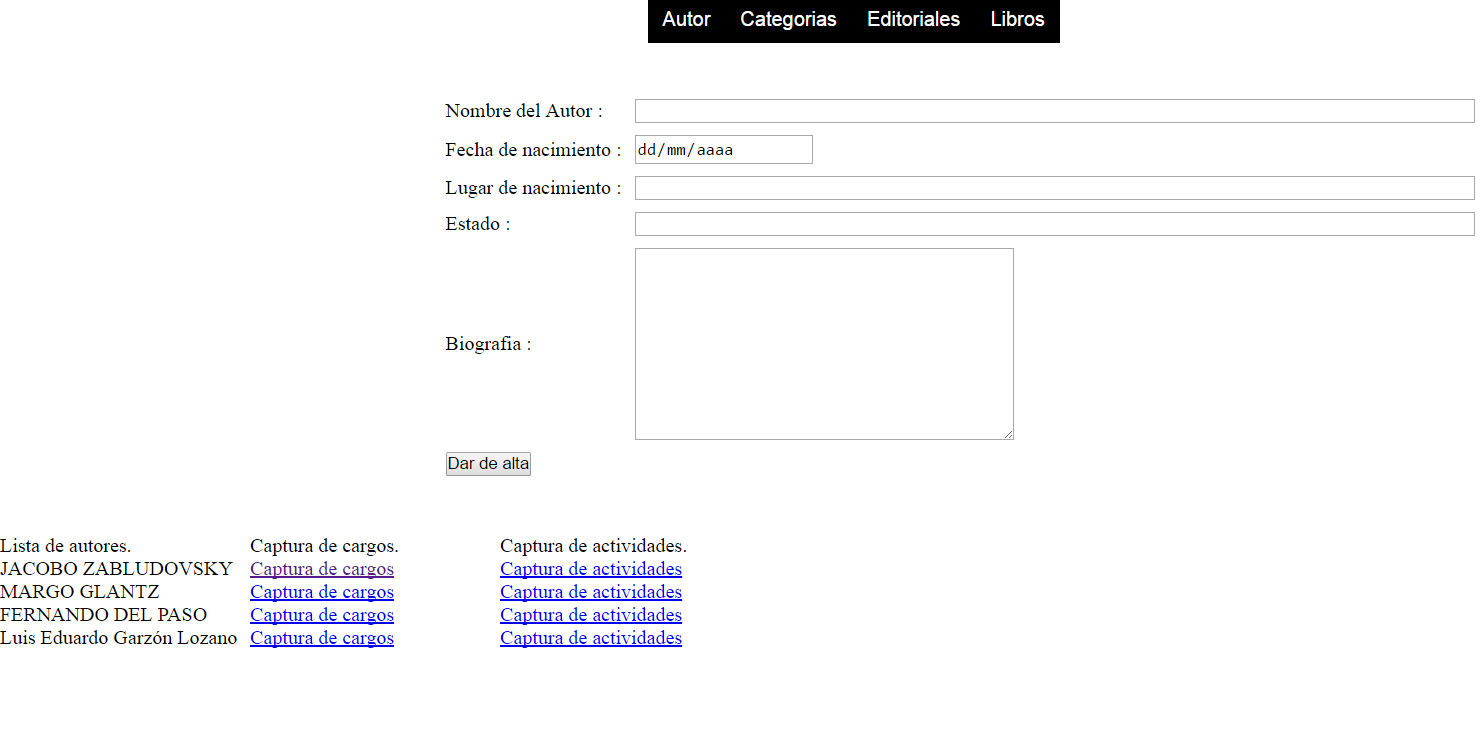 Autor Categorias Editoriales Libros
Nombre del Autor :
Fecha de nacimiento : dd/mm/aaaa
Lugar de nacimiento :
Estado :
Biografia :
Dar de alta
Lista de autores. Captura de cargos. Captura de actividades.
JACOBO ZABLUDOVSKY Captura de cargos Captura de actividades
MARGO GLANTZ Captura de cargos Captura de actividades
FERNANDO DEL PASO Captura de cargos Captura de actividades
Luis Eduardo Garzón Lozano Captura de cargos Captura de actividades